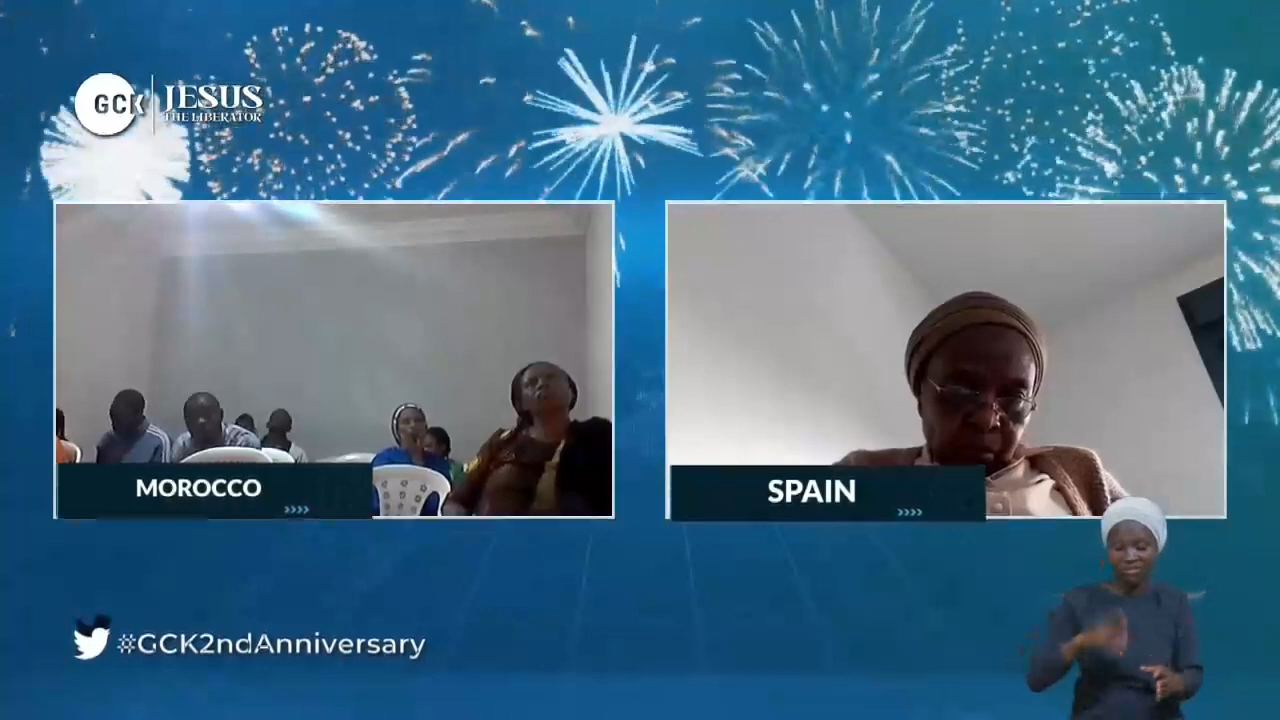 GCK
JESUS
THE LIBERATOR
MOROCCO
››››
SPAIN
››››
#GCK2ndAnniversary